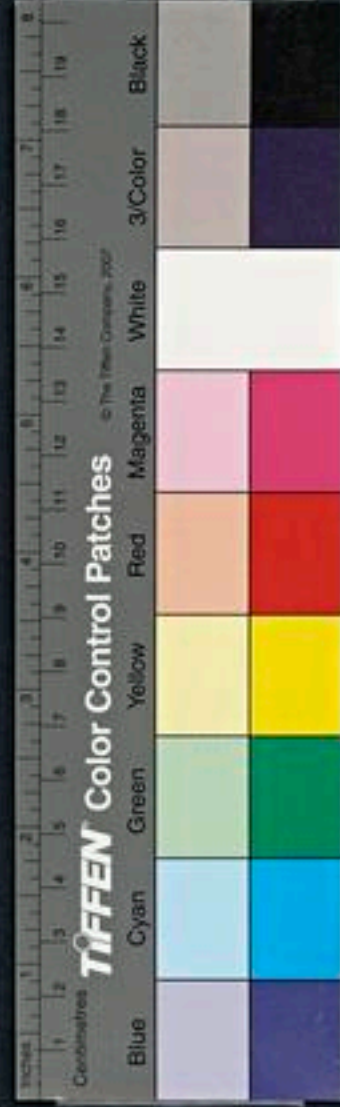 Inches 1 2 3 4 5 6 7 8
Centimetres 1 2 3 4 5 6 7 8 9 10 11 12 13 14 15 16 17 18 19
TIFFEN® Color Control Patches © The Tiffen Company, 2007
Blue Cyan Green Yellow Red Magenta White 3/Color Black